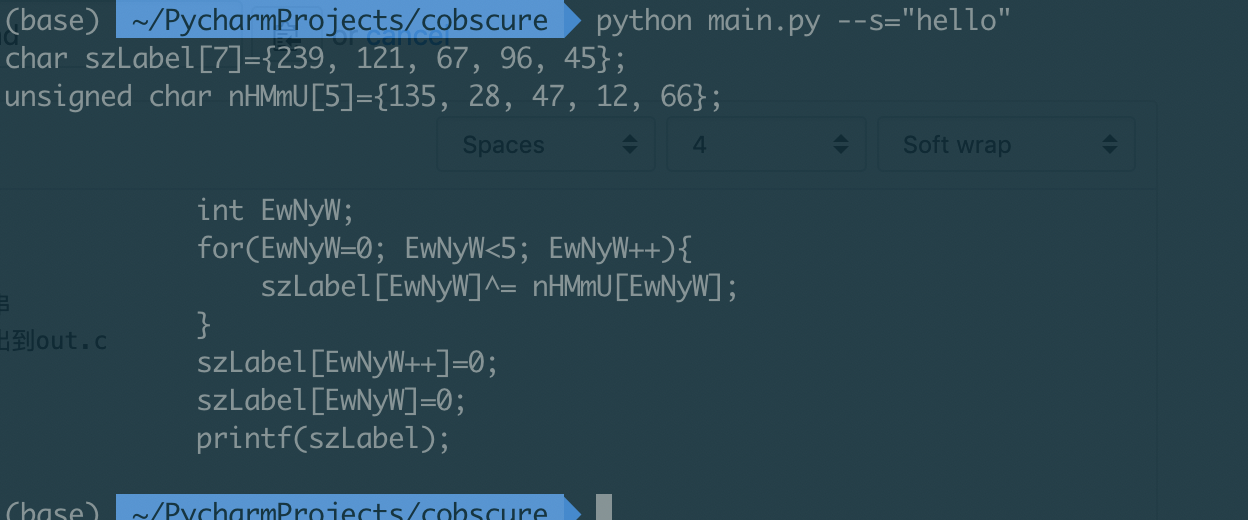 (base) ~/PycharmProjects/cobscure python main.py --s="hello"
or cancel
char szLabel[7]={239, 121, 67, 96, 45};
unsigned char nHMmU[5]={135, 28, 47, 12, 66};
Spaces 4 Soft wrap
int EwNyW;
for(EwNyW=0; EwNyW<5; EwNyW++){
szLabel[EwNyW]^= nHMmU[EwNyW];
}
出到out.c
szLabel[EwNyW++]=0;
szLabel[EwNyW]=0;
printf(szLabel);
(base) ~/PycharmProjects/cobscure